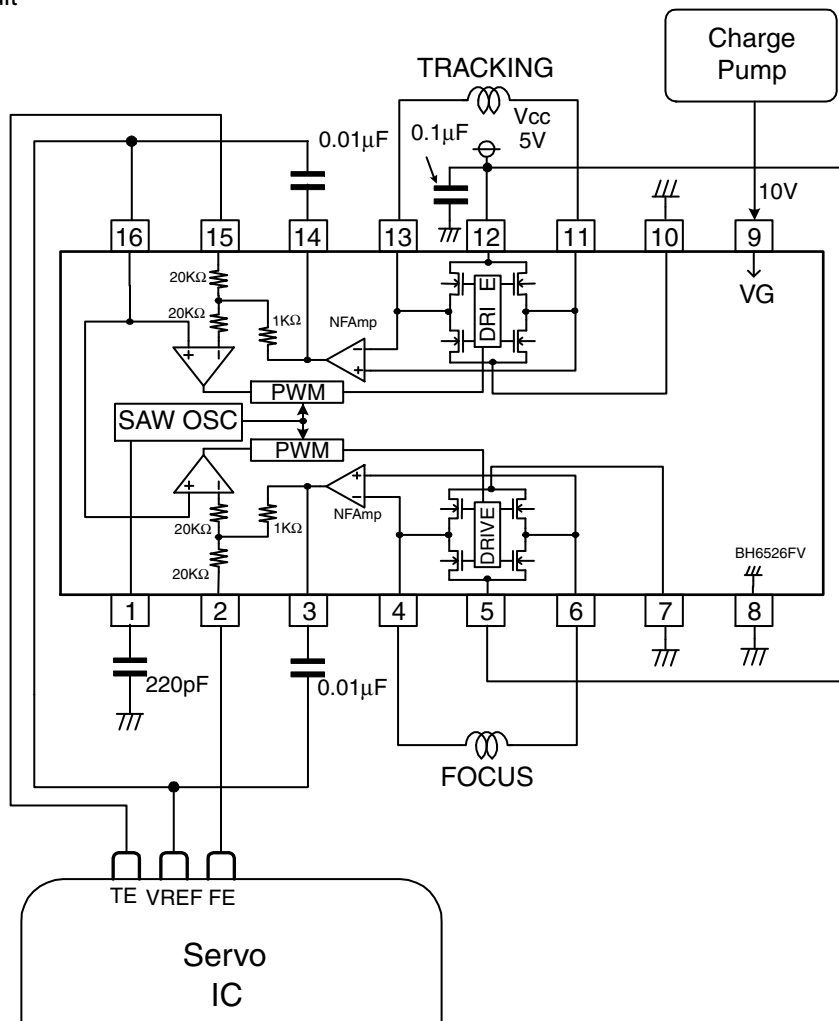 Charge
Pump
TRACKING
Vcc
5V
0.01μF
0.1μF
10V
16
15
14
13
12
11
10
9
20KΩ
20KΩ
1KΩ
NFAmp
DRI E
VG
+
−
−
+
PWM
SAW OSC
PWM
+
−
+
−
20KΩ
1KΩ
NFAmp
DRIVE
20KΩ
BH6526FV
1
2
3
4
5
6
7
8
220pF
0.01μF
FOCUS
TE
VREF
FE
Servo
IC